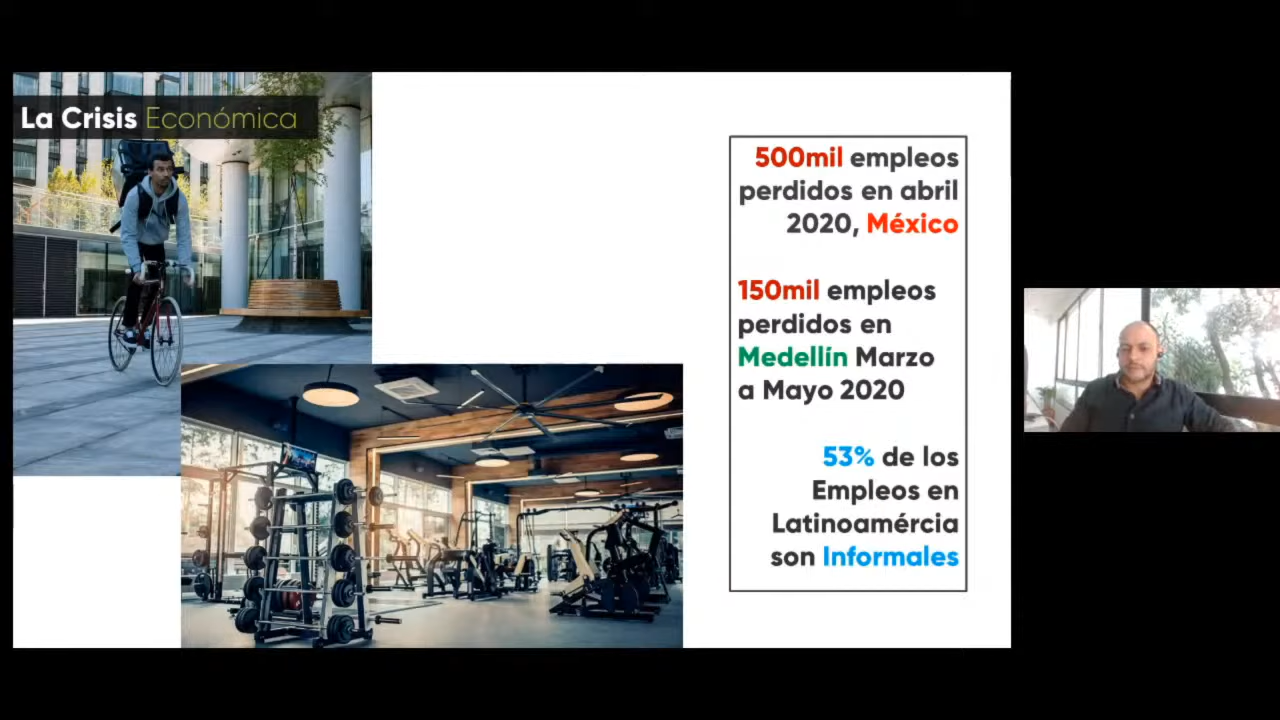 La Crisis Económica
500mil empleos
perdidos en abril
2020, México
150mil empleos
perdidos en
Medellín Marzo
a Mayo 2020
53% de los
Empleos en
Latinoamércia
son Informales